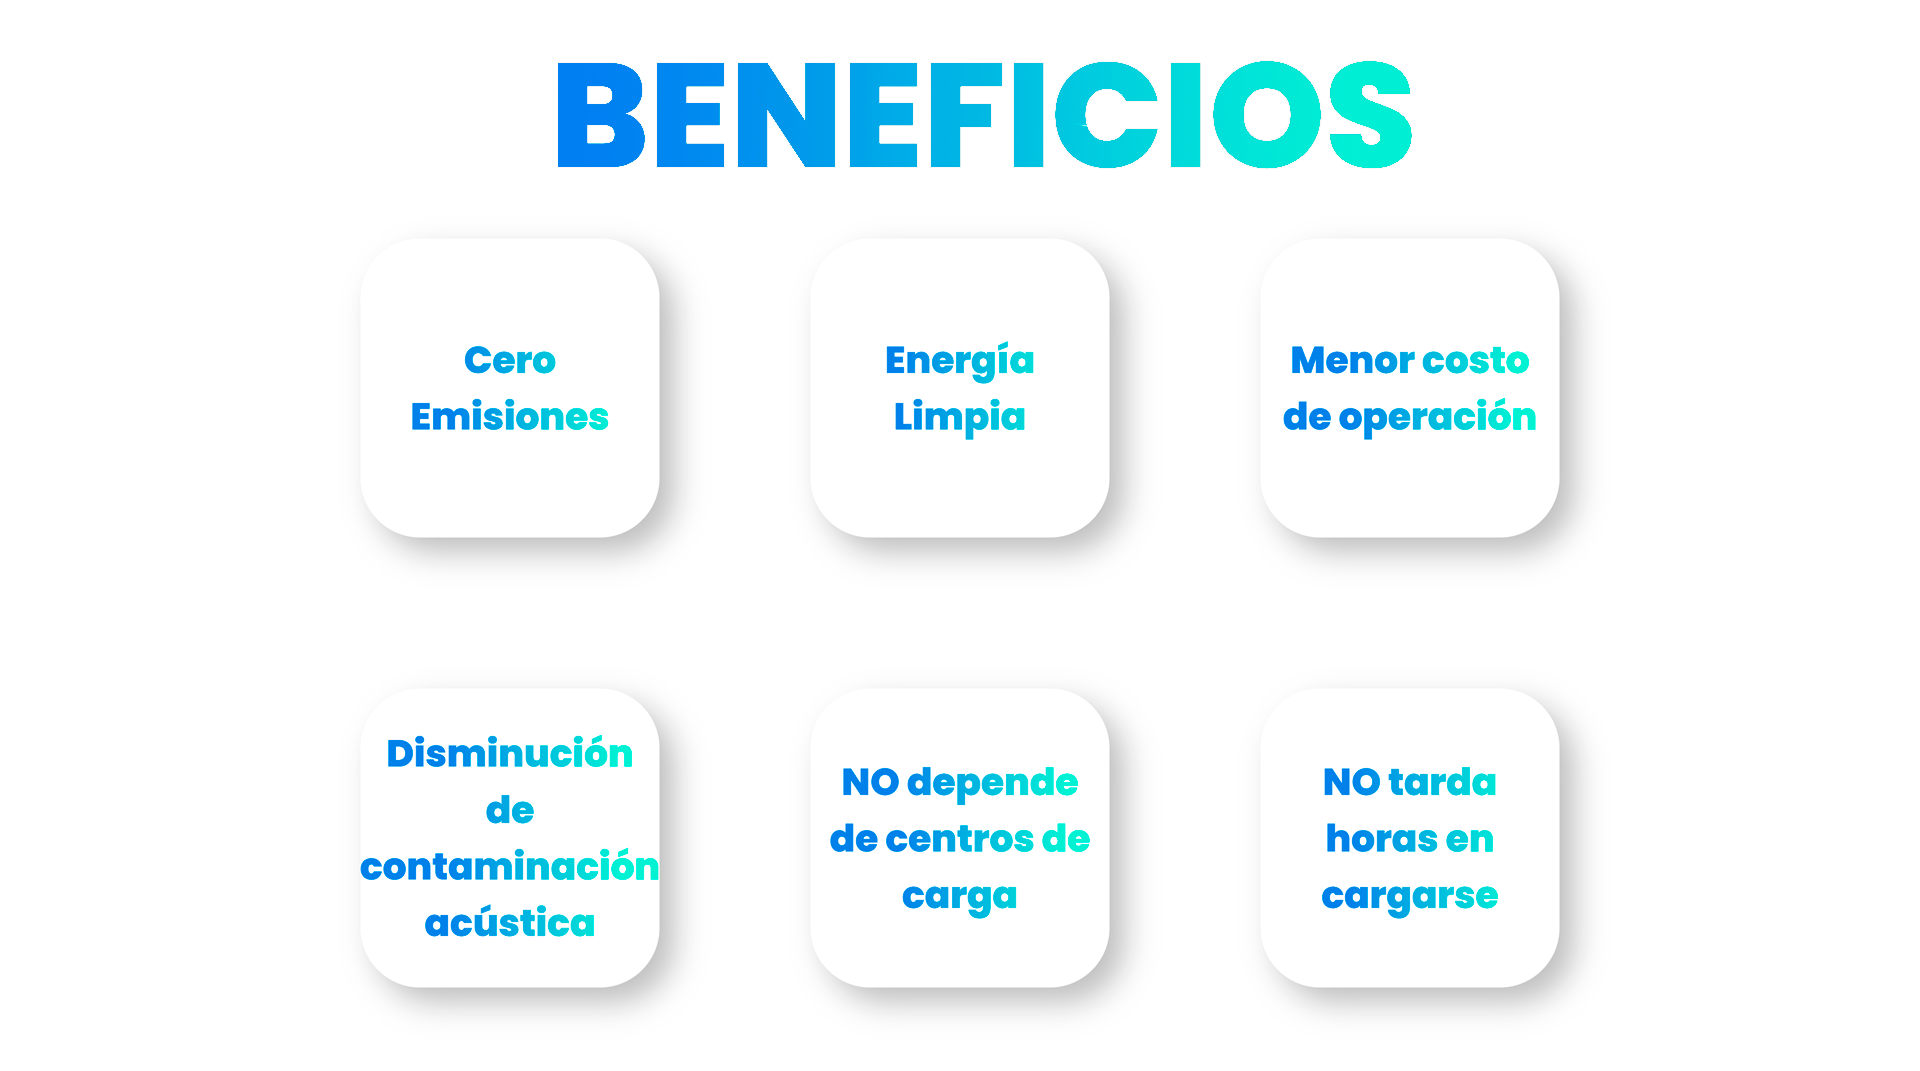 BENEFICIOS
Cero
Emisiones
Energía
Limpia
Menor costo
de operación
Disminución
de
contaminación
acústica
NO depende
de centros de
carga
NO tarda
horas en
cargarse